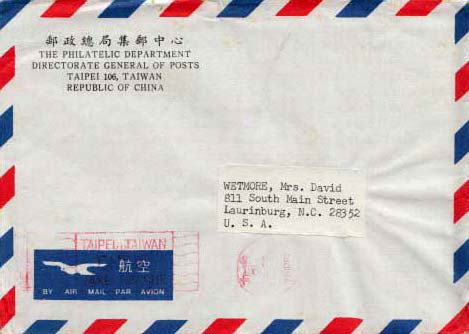 郵政總局集郵中心
THE PHILATELIC DEPARTMENT
DIRECTORATE GENERAL OF POSTS
TAIPEI 106, TAIWAN
REPUBLIC OF CHINA
WETMORE, Mrs. David
811 South Main Street
Laurinburg, N.C. 28352
U. S. A.
TAIPEI, TAIWAN
航空
BY AIR MAIL PAR AVION